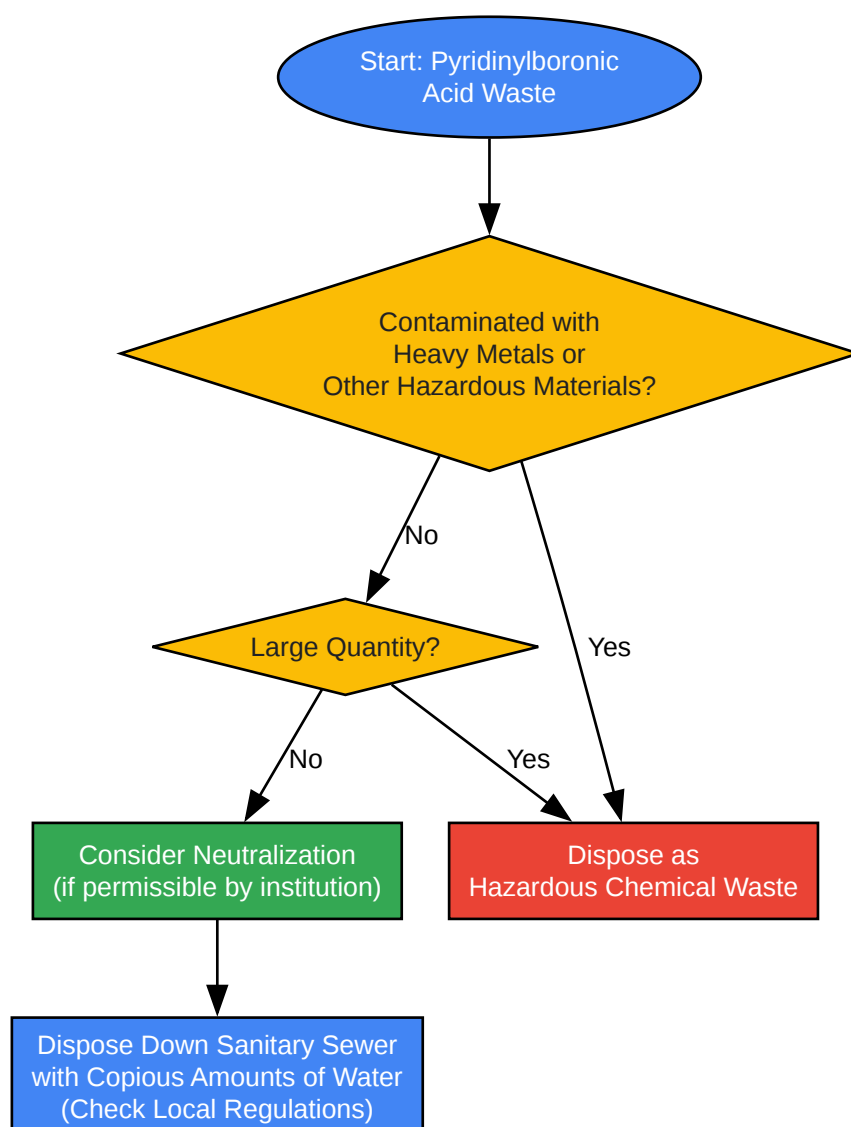 Start: Pyridinylboronic
Acid Waste
Contaminated with
Heavy Metals or
Other Hazardous Materials?
No
Yes
Large Quantity?
No
Yes
Consider Neutralization
(if permissible by institution)
Dispose as
Hazardous Chemical Waste
Dispose Down Sanitary Sewer
with Copious Amounts of Water
(Check Local Regulations)